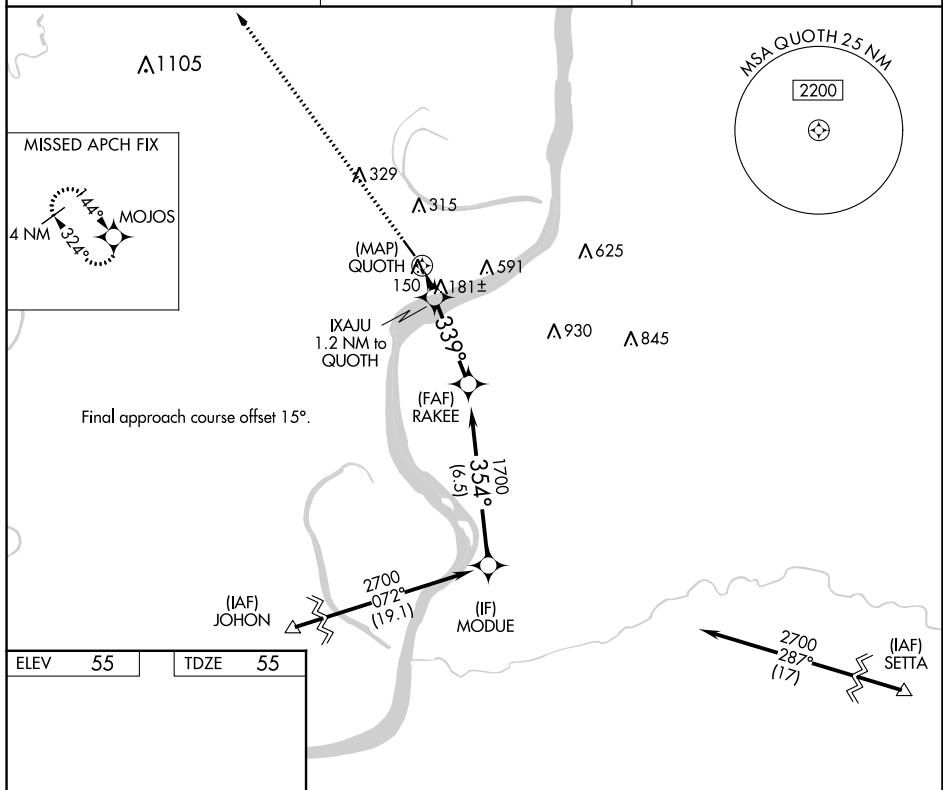 MSA QUOTH 25 NM
2200
1105
MISSED APCH FIX
144°
MOJOS
4 NM
324°
329
315
(MAP)
QUOTH
591
625
150
181±
IXAJU
1.2 NM to
QUOTH
339°
930
845
(FAF)
RAKEE
Final approach course offset 15°.
1700
354°
(6.5)
2700
072°
(19.1)
(IAF)
JOHON
(IF)
MODUE
2700
287°
(17)
(IAF)
SETTA
ELEV 55
TDZE 55